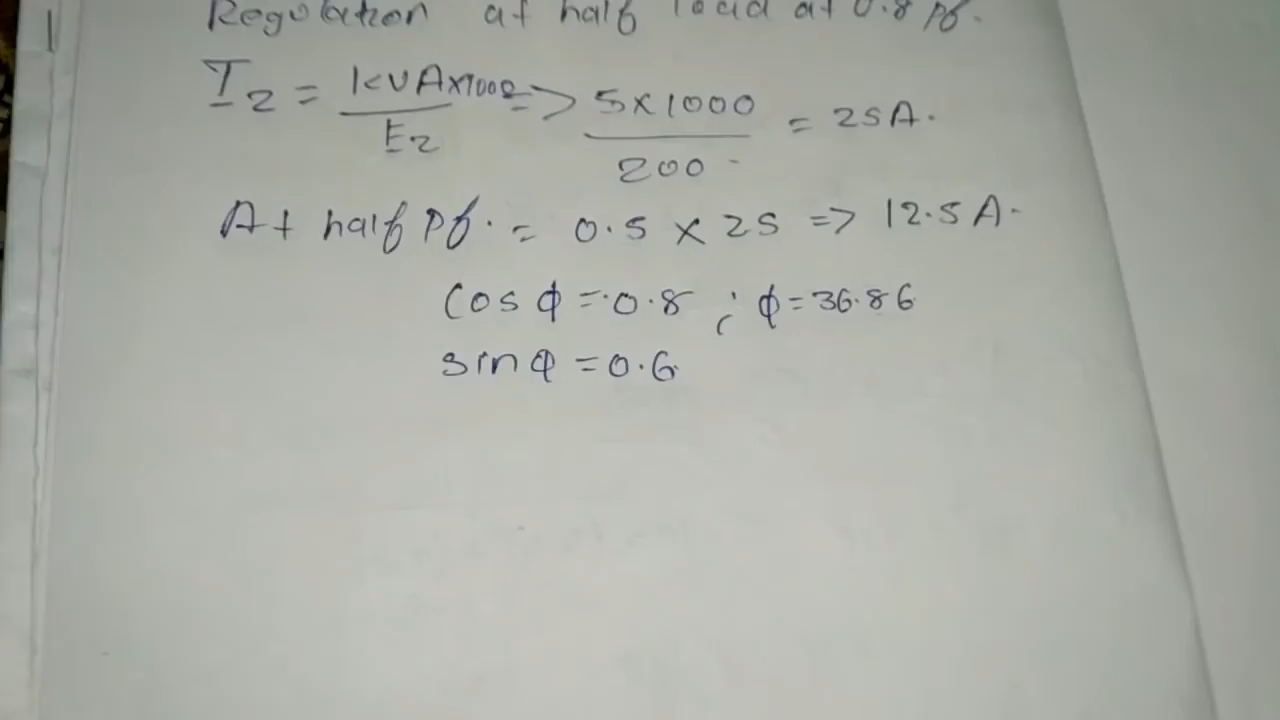 Regulation at half load at 0.8 pf.
I2 = KVA×1000/E2 => 5×1000/200 = 25A.
At half pf. = 0.5 × 25 => 12.5A.
Cos ϕ = 0.8 ; ϕ = 36.86
sin ϕ = 0.6